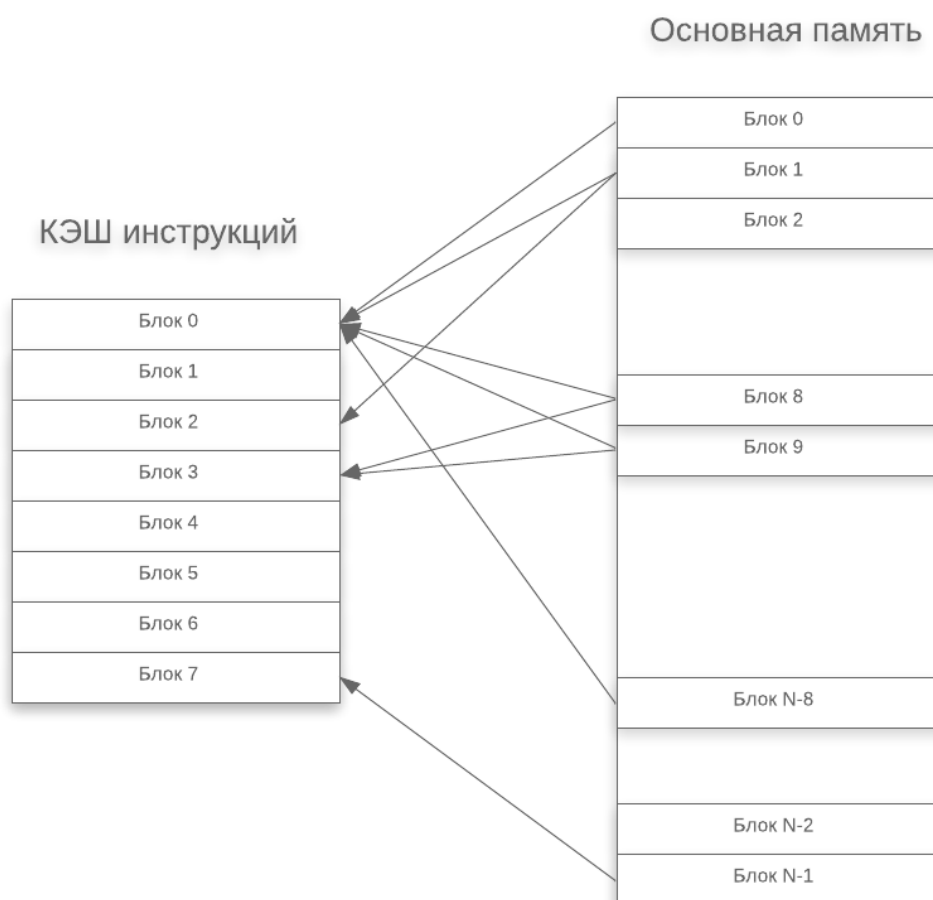 Основная память
Блок 0
Блок 1
Блок 2
Блок 8
Блок 9
Блок N-8
Блок N-2
Блок N-1
КЭШ инструкций
Блок 0
Блок 1
Блок 2
Блок 3
Блок 4
Блок 5
Блок 6
Блок 7